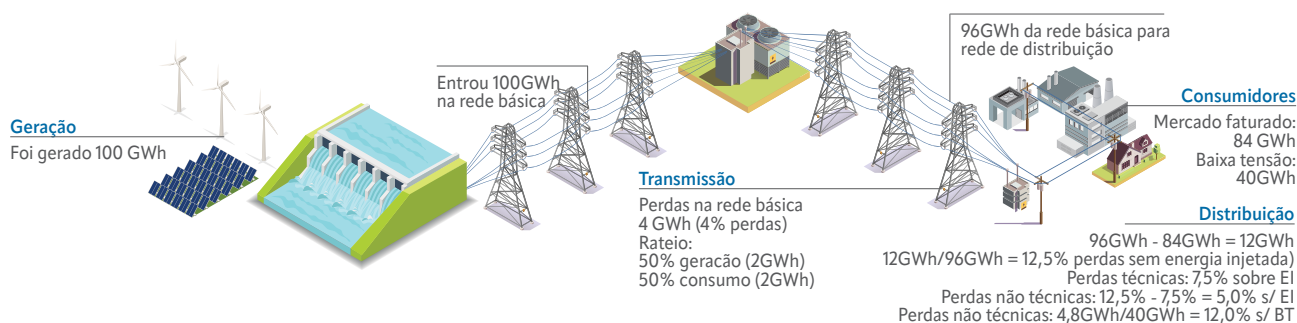 Geração
Foi gerado 100 GWh
Entrou 100GWh
na rede básica
Transmissão
Perdas na rede básica
4 GWh (4% perdas)
Rateio:
50% geracão (2GWh)
50% consumo (2GWh)
96GWh da rede básica para
rede de distribuição
Consumidores
Mercado faturado:
84 GWh
Baixa tensão:
40GWh
Distribuição
96GWh - 84GWh = 12GWh
12GWh/96GWh = 12,5% perdas sem energia injetada)
Perdas técnicas: 7,5% sobre EI
Perdas não técnicas: 12,5% - 7,5% = 5,0% s/ EI
Perdas não técnicas: 4,8GWh/40GWh = 12,0% s/ BT